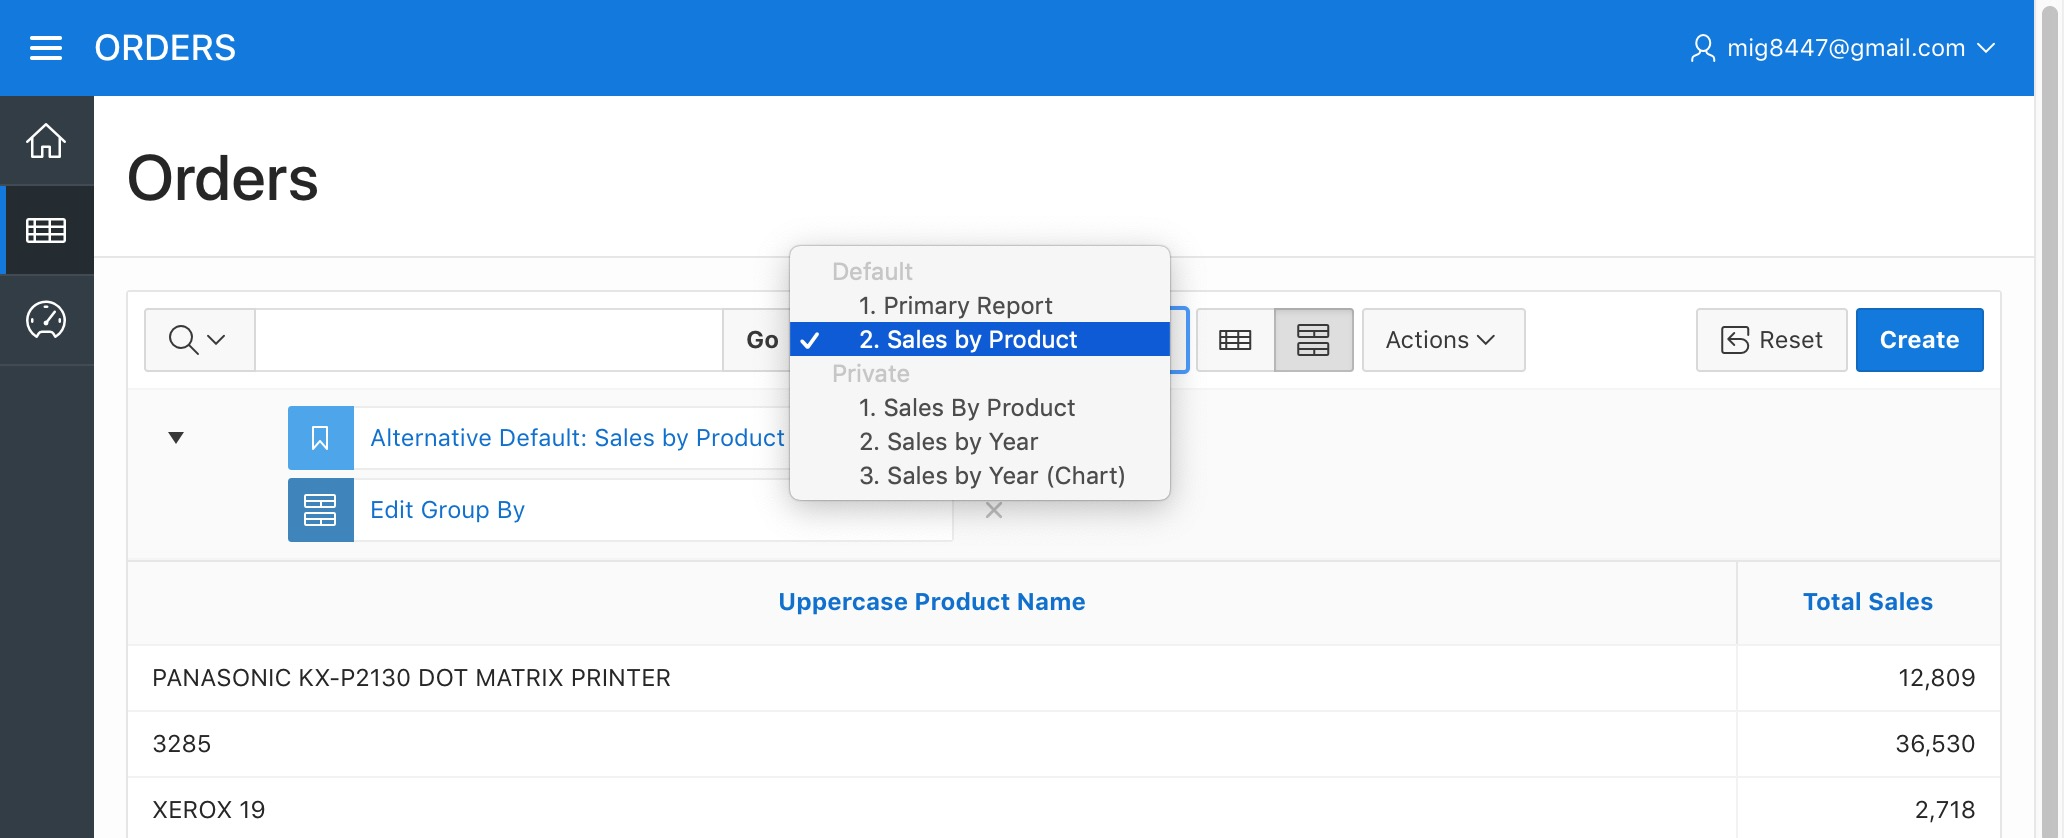 ORDERS
mig8447@gmail.com
Orders
Default
1. Primary Report
Go
2. Sales by Product
Actions
Reset
Create
Private
1. Sales By Product
Alternative Default: Sales by Product
2. Sales by Year
3. Sales by Year (Chart)
Edit Group By
Uppercase Product Name
Total Sales
PANASONIC KX-P2130 DOT MATRIX PRINTER
12,809
3285
36,530
XEROX 19
2,718